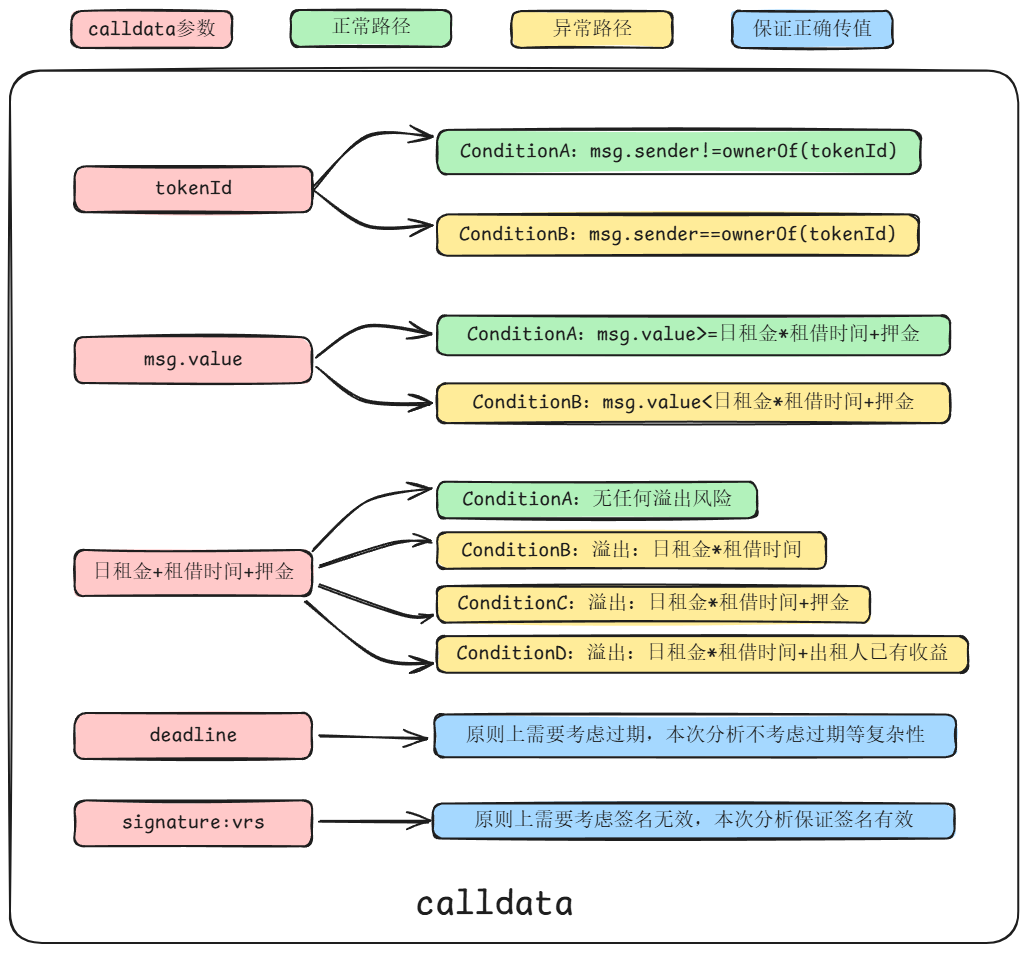 calldata参数
正常路径
异常路径
保证正确传值
tokenId
ConditionA: msg.sender!=ownerOf(tokenId)
ConditionB: msg.sender==ownerOf(tokenId)
msg.value
ConditionA: msg.value>=日租金*租借时间+押金
ConditionB: msg.value<日租金*租借时间+押金
日租金+租借时间+押金
ConditionA: 无任何溢出风险
ConditionB: 溢出: 日租金*租借时间
ConditionC: 溢出: 日租金*租借时间+押金
ConditionD: 溢出: 日租金*租借时间+出租人已有收益
deadline
原则上需要考虑过期，本次分析不考虑过期等复杂性
signature:vrs
原则上需要考虑签名无效，本次分析保证签名有效
calldata